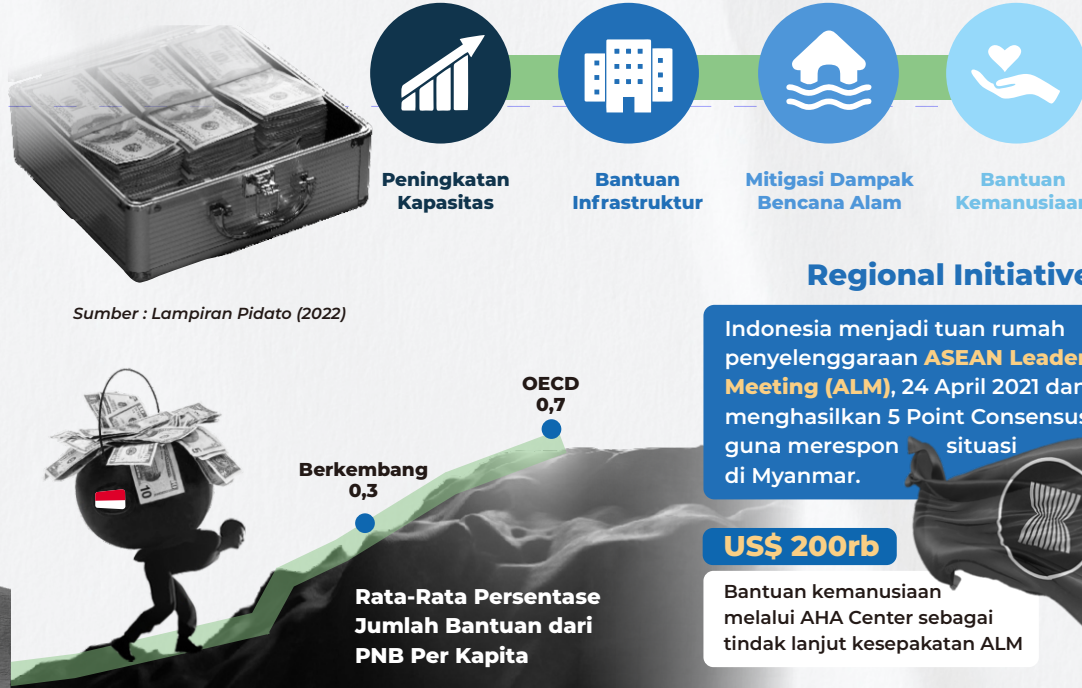 Peningkatan
Kapasitas
Bantuan
Infrastruktur
Mitigasi Dampak
Bencana Alam
Bantuan
Kemanusiaan
Sumber : Lampiran Pidato (2022)
Regional Initiative
Indonesia menjadi tuan rumah
penyelenggaraan ASEAN Leader
Meeting (ALM), 24 April 2021 dan
menghasilkan 5 Point Consensus
guna merespon situasi
di Myanmar.
OECD
0,7
Berkembang
0,3
10
Rata-Rata Persentase
Jumlah Bantuan dari
PNB Per Kapita
US$ 200rb
Bantuan kemanusiaan
melalui AHA Center sebagai
tindak lanjut kesepakatan ALM